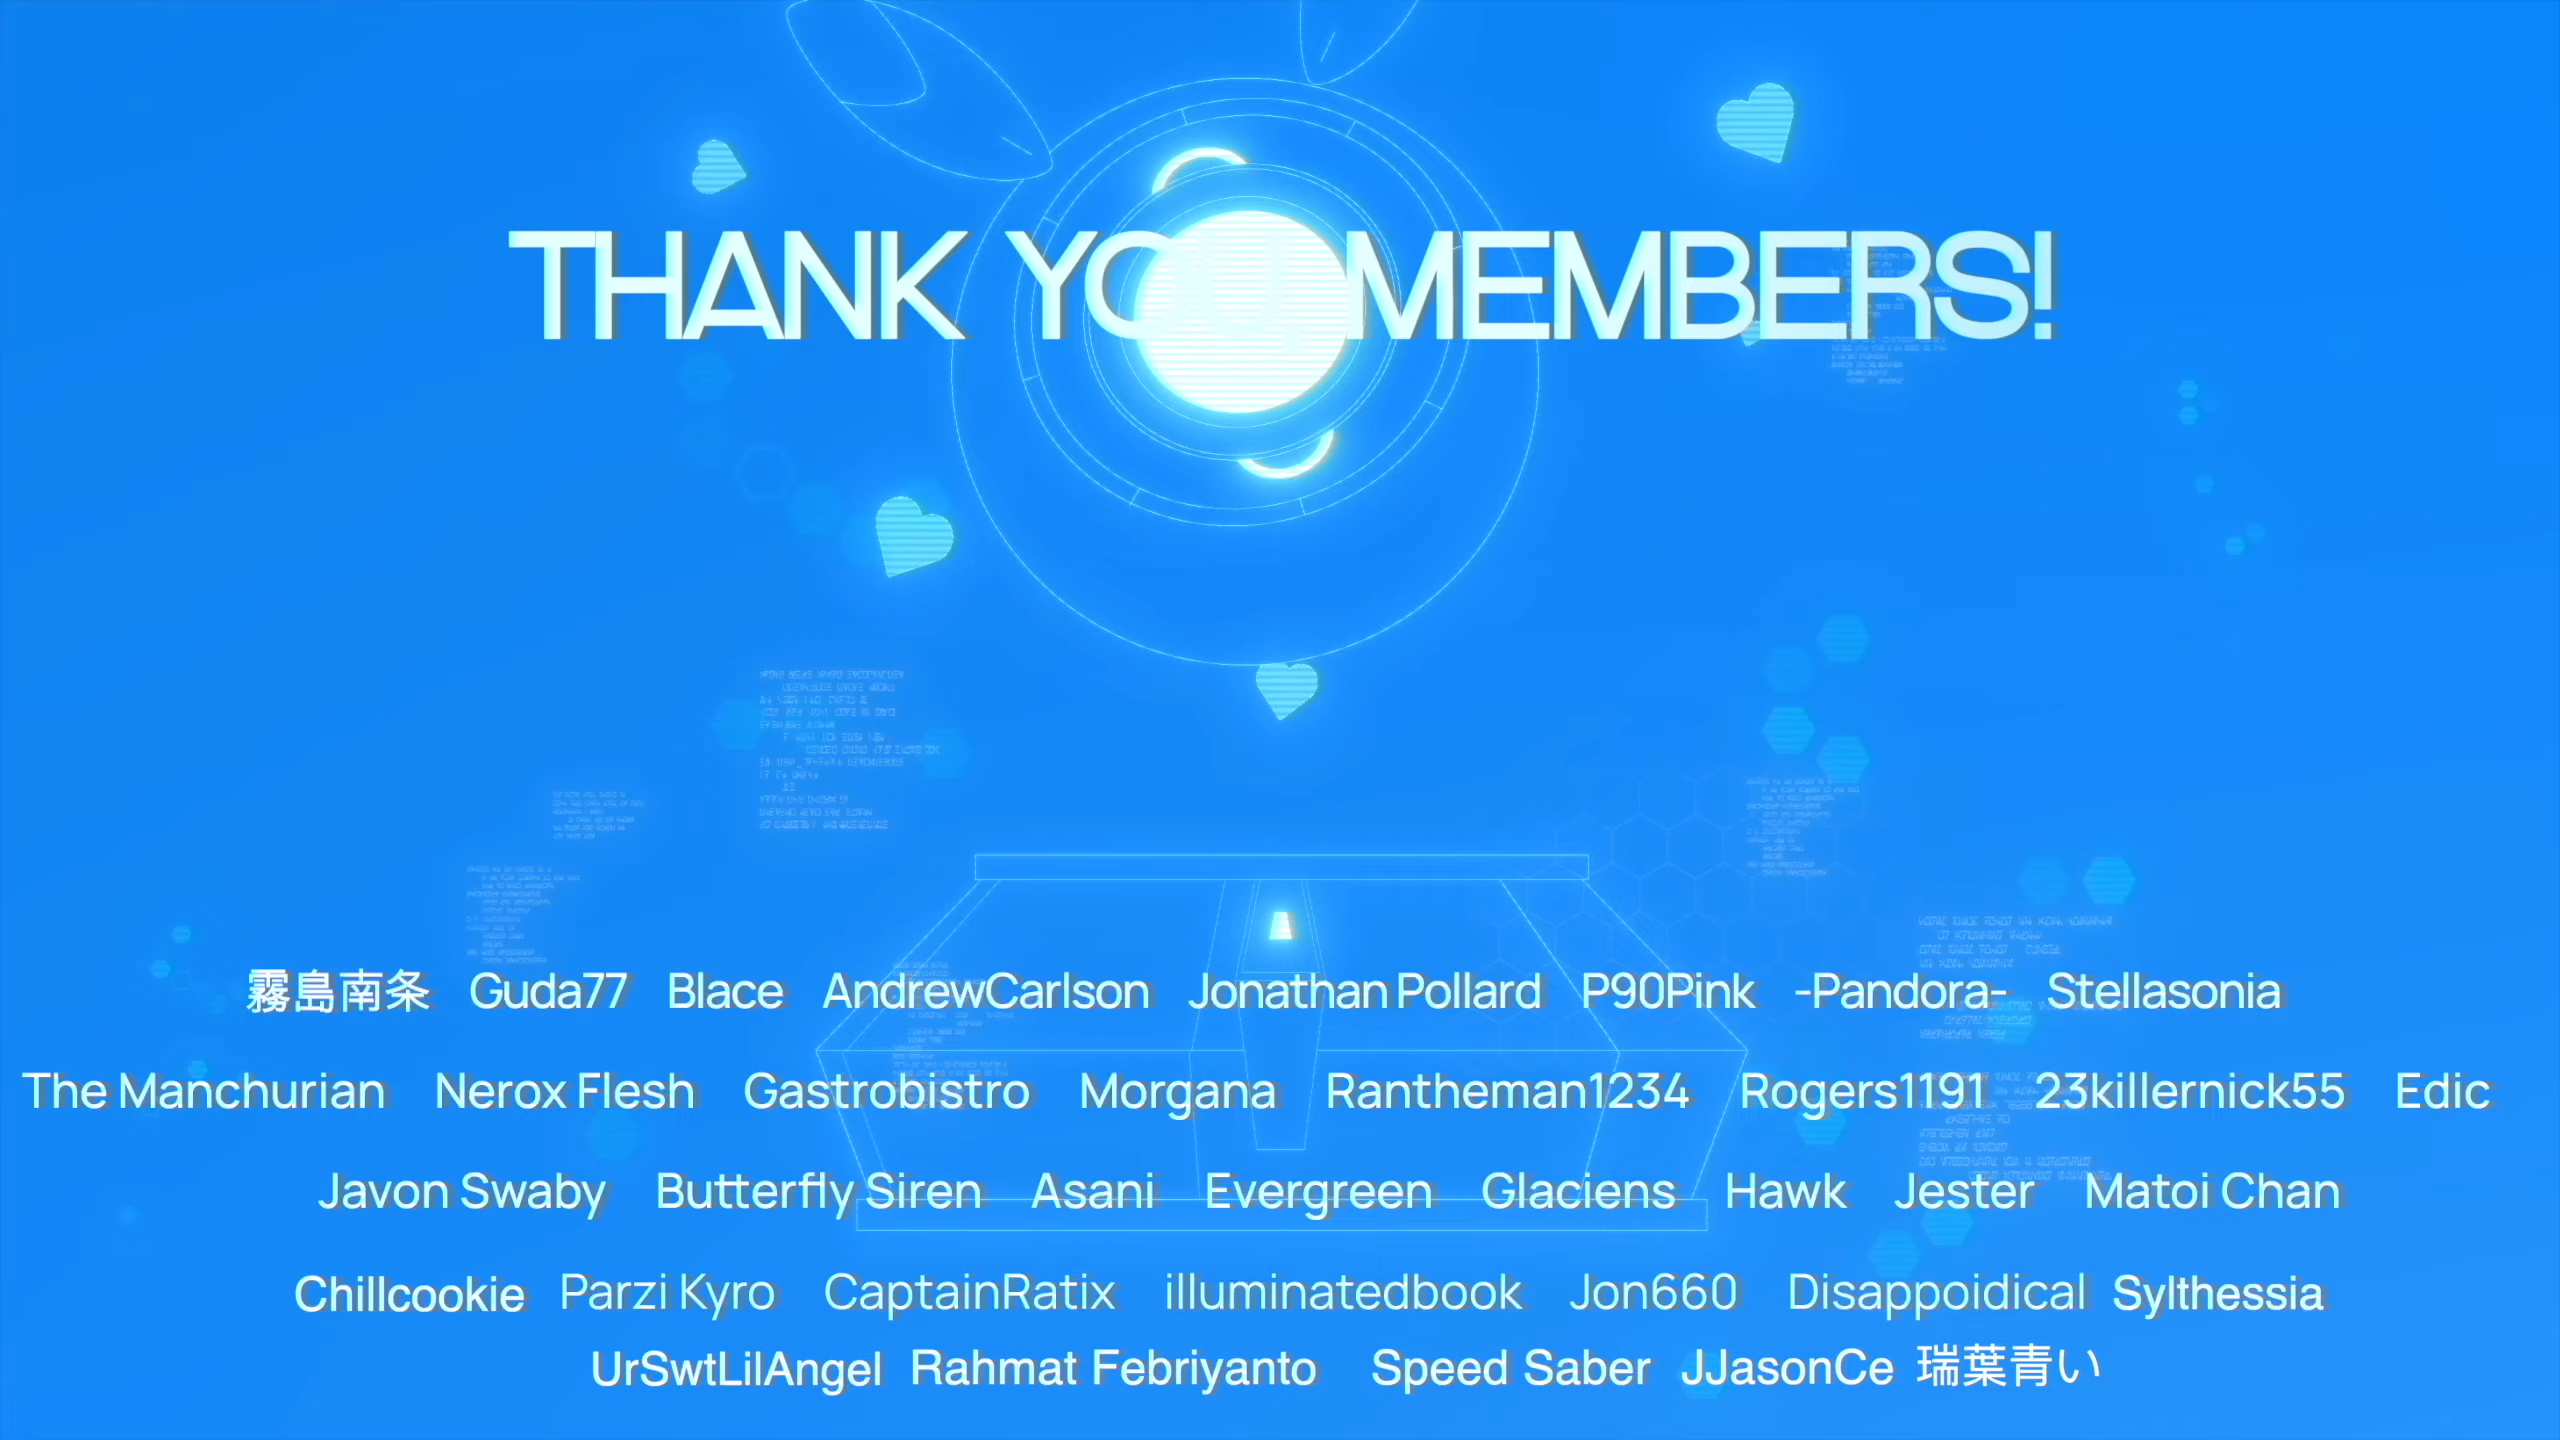 THANK YOU MEMBERS!
霧島南条 Guda77 Blace AndrewCarlson Jonathan Pollard P90Pink -Pandora- Stellasonia
The Manchurian Nerox Flesh Gastrobistro Morgana Rantheman1234 Rogers1191 23killernick55 Edic
Javon Swaby Butterfly Siren Asani Evergreen Glaciens Hawk Jester Matoi Chan
Chillcookie Parzi Kyro CaptainRatix illuminatedbook Jon660 Disappoidical Sylthessia
UrSwtLilAngel Rahmat Febriyanto Speed Saber JJasonCe 瑞葉青い